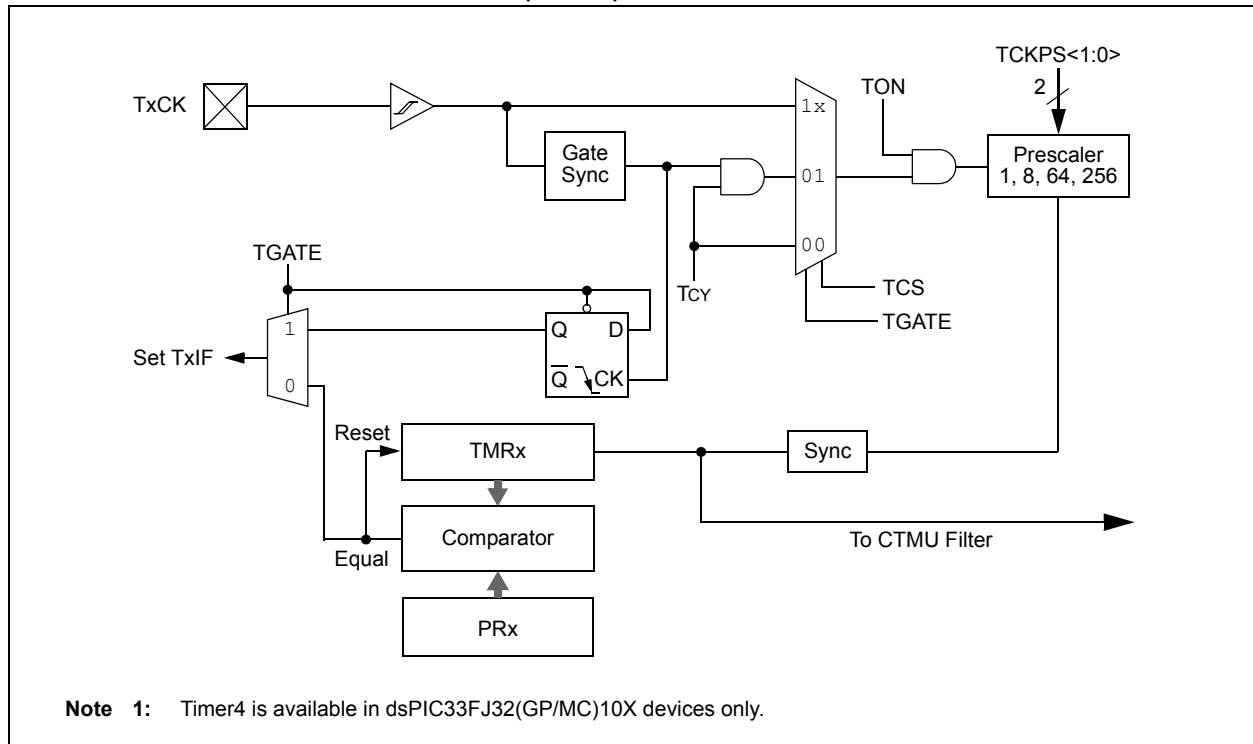 TCKPS<1:0>
2
TxCK
1x
TON
Gate
Sync
Prescaler
1, 8, 64, 256
01
00
TGATE
TCY
TCS
TGATE
1
Q D
Set TxIF
0
Q CK
Reset
TMRx
Sync
Comparator
Equal
To CTMU Filter
PRx
Note 1: Timer4 is available in dsPIC33FJ32(GP/MC)10X devices only.